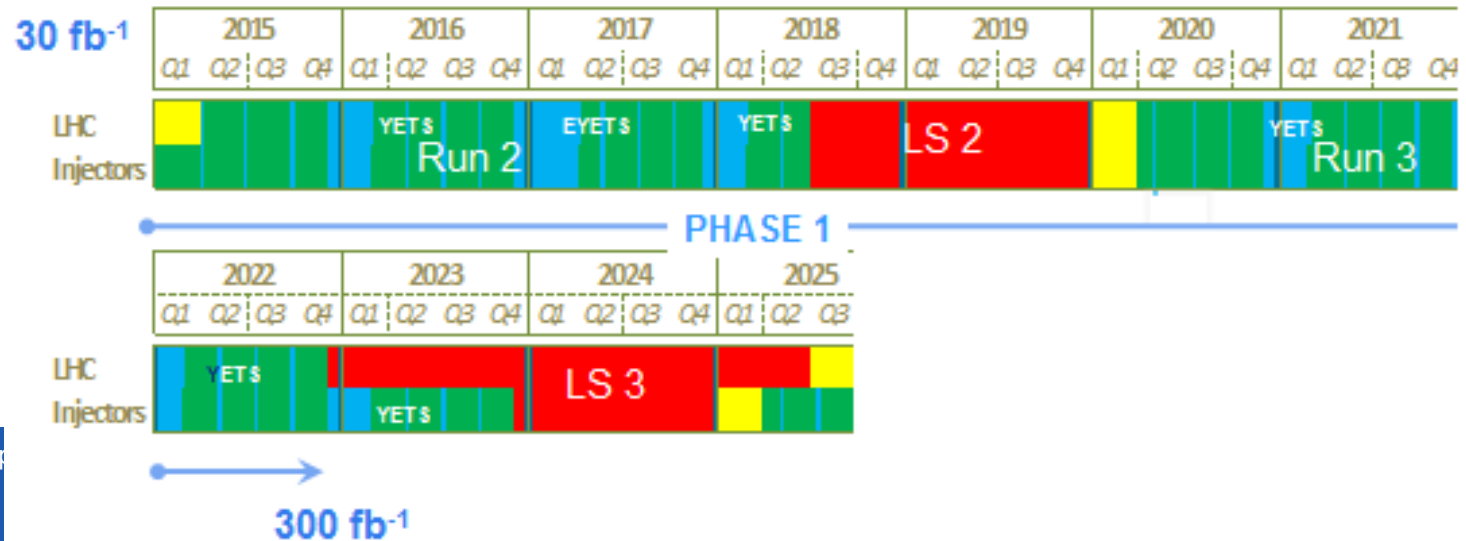 30 fb-1
2015 2016 2017 2018 2019 2020 2021
Q1 Q2 Q3 Q4 Q1 Q2 Q3 Q4 Q1 Q2 Q3 Q4 Q1 Q2 Q3 Q4 Q1 Q2 Q3 Q4 Q1 Q2 Q3 Q4 Q1 Q2 Q3 Q4
LHC YETS EYETS YETS LS 2 YETS
Injectors Run 2 Run 3
PHASE 1
2022 2023 2024 2025
Q1 Q2 Q3 Q4 Q1 Q2 Q3 Q4 Q1 Q2 Q3 Q4 Q1 Q2 Q3
LHC YETS LS 3
Injectors YETS
300 fb-1